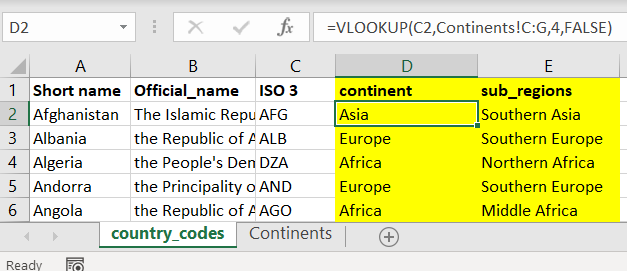 D2 fx =VLOOKUP(C2,Continents!C:G,4,FALSE)
A B C D E
1 Short name Official_name ISO 3 continent sub_regions
2 Afghanistan The Islamic Repu AFG Asia Southern Asia
3 Albania the Republic of A ALB Europe Southern Europe
4 Algeria the People's Den DZA Africa Northern Africa
5 Andorra the Principality o AND Europe Southern Europe
6 Angola the Republic of A AGO Africa Middle Africa
country_codes Continents
Ready